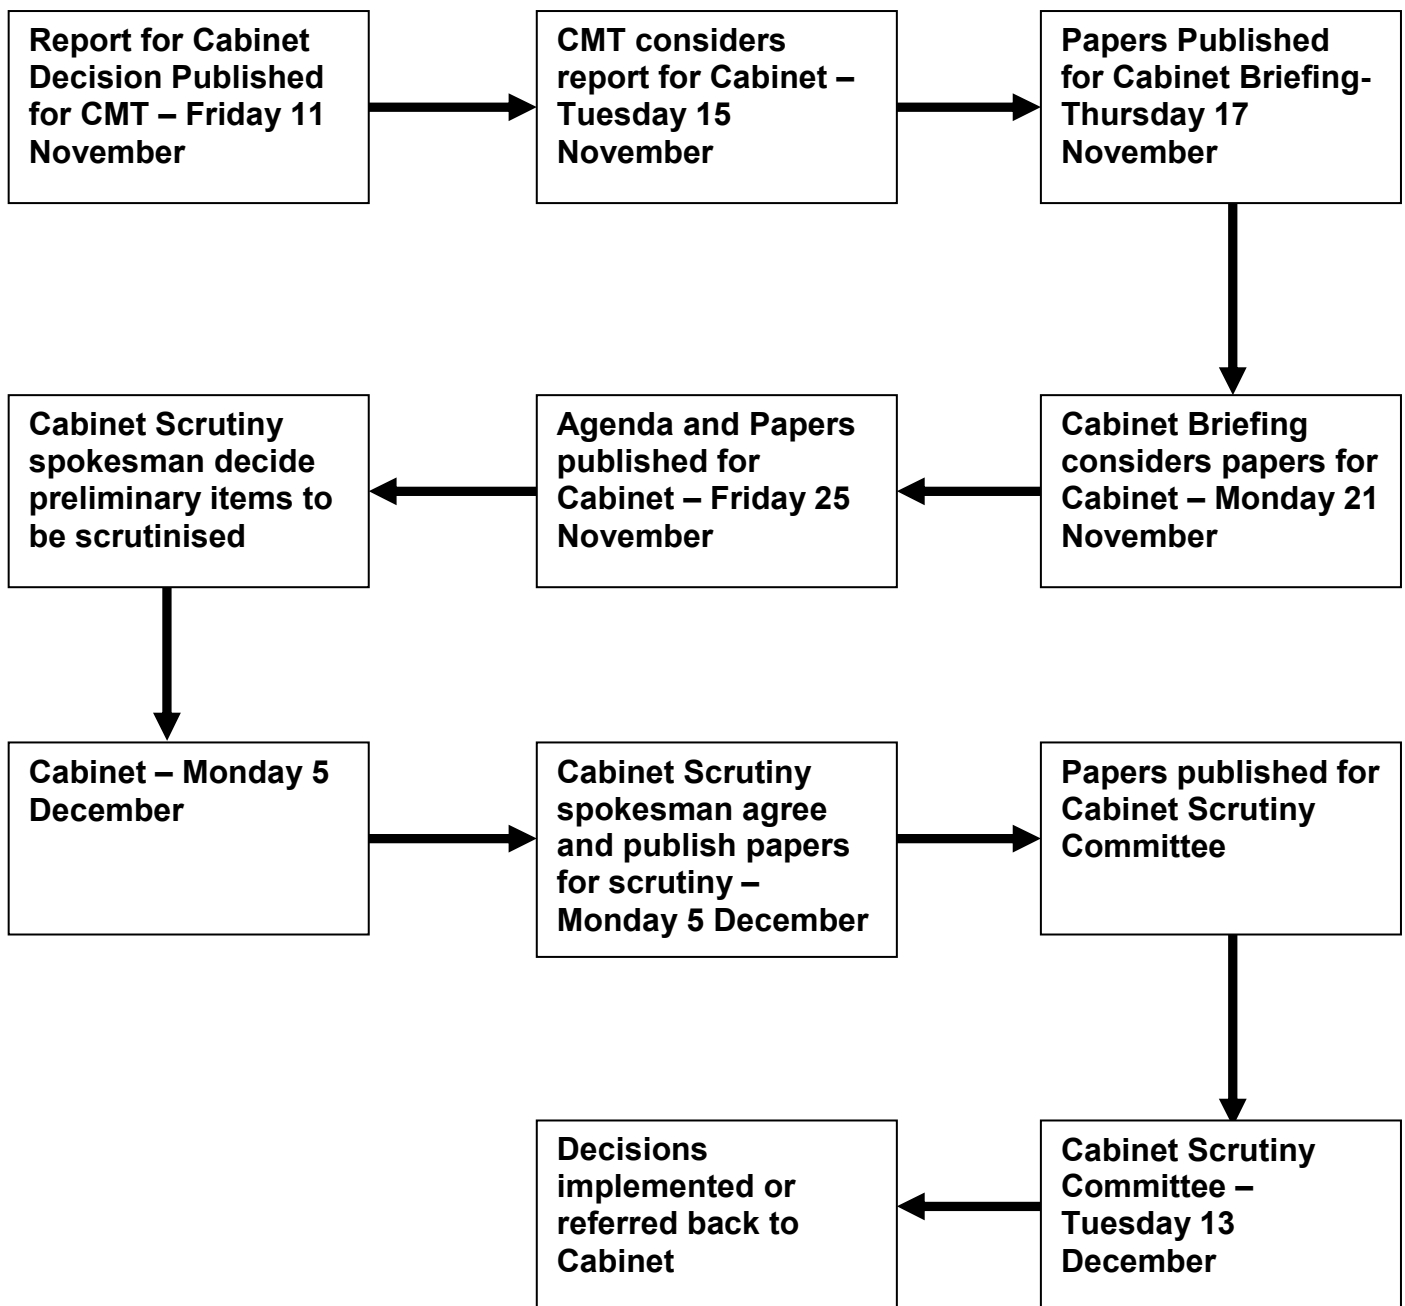 Report for Cabinet
Decision Published
for CMT – Friday 11
November
CMT considers
report for Cabinet –
Tuesday 15
November
Papers Published
for Cabinet Briefing-
Thursday 17
November
Cabinet Briefing
considers papers for
Cabinet – Monday 21
November
Agenda and Papers
published for
Cabinet – Friday 25
November
Cabinet Scrutiny
spokesman decide
preliminary items to
be scrutinised
Cabinet – Monday 5
December
Cabinet Scrutiny
spokesman agree
and publish papers
for scrutiny –
Monday 5 December
Papers published for
Cabinet Scrutiny
Committee
Cabinet Scrutiny
Committee –
Tuesday 13
December
Decisions
implemented or
referred back to
Cabinet